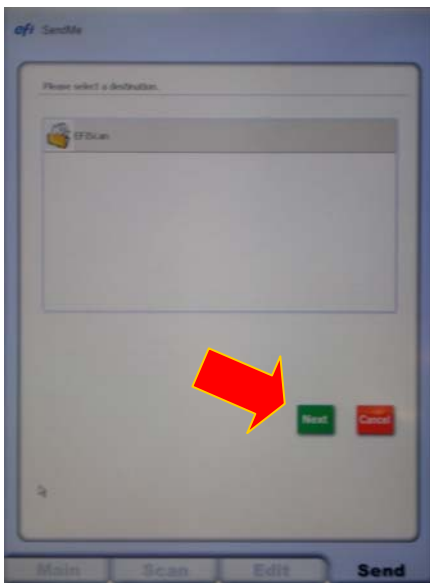 efi SendMe
Please select a destination.
EFIScan
Next Cancel
Main Scan Edit Send